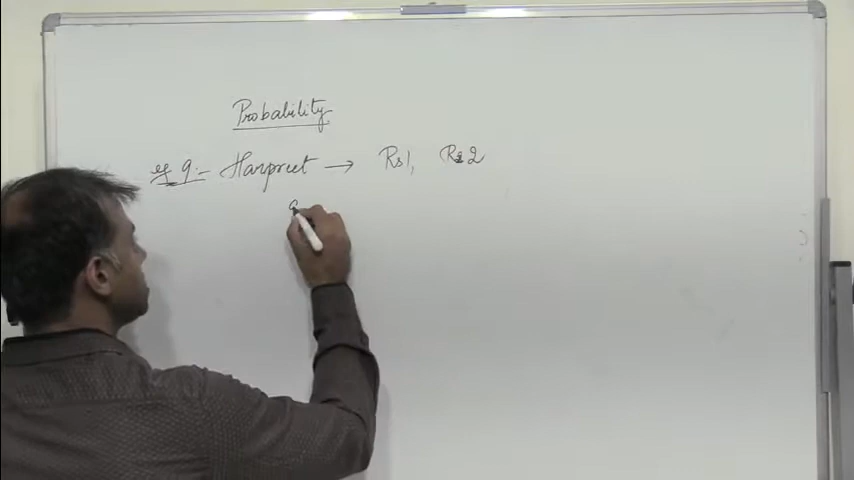 Probability
eg 9:- Harpreet → Rs1, Rs2